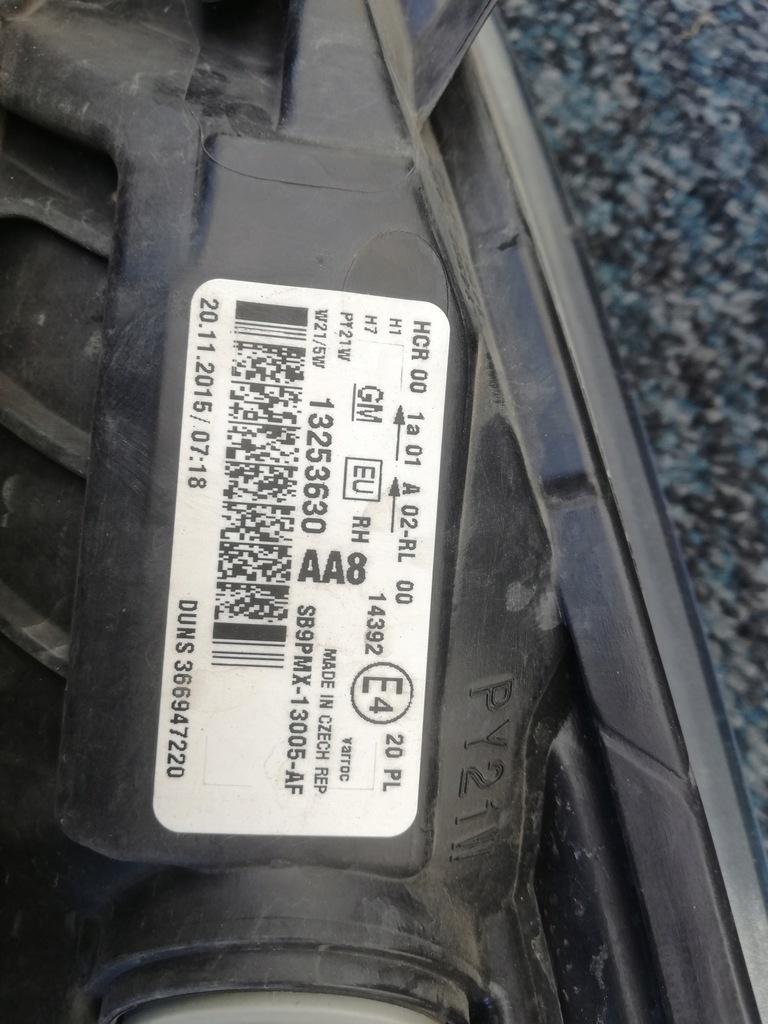 HCR 00 1a 01 A 02-RL 00
14392 E4 20 PL
H1
H7
PY21W
W21/5W
GM EU RH
13253630 AA8
varroc
MADE IN CZECH REP
SB9PMX-13005-AF
20.11.2015/07:18
DUNS 366947220
PY21W